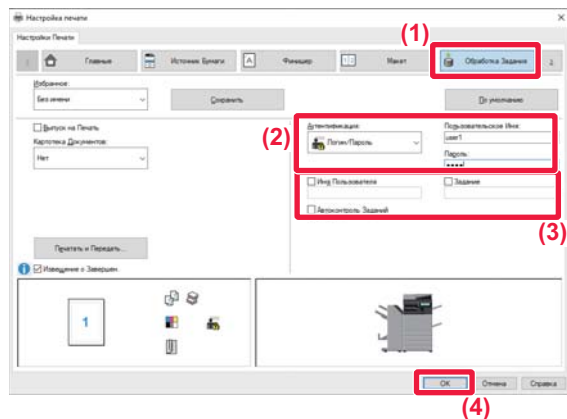 Настройка печати
Настройки Печати
(1)
Главные
Источник Бумаги
Финишер
Макет
Обработка Задания
Избранное:
Без имени
Сохранить
По умолчанию
Выпуск на Печать
Картотека Документов:
Нет
(2)
Аутентификация:
Логин/Пароль
Пользовательское Имя:
user1
Пароль:
••••
Имя Пользователя
Задание
Автоконтроль Заданий
(3)
Печатать и Передать...
Извещение о Завершен.
1
OK
Отмена
Справка
(4)